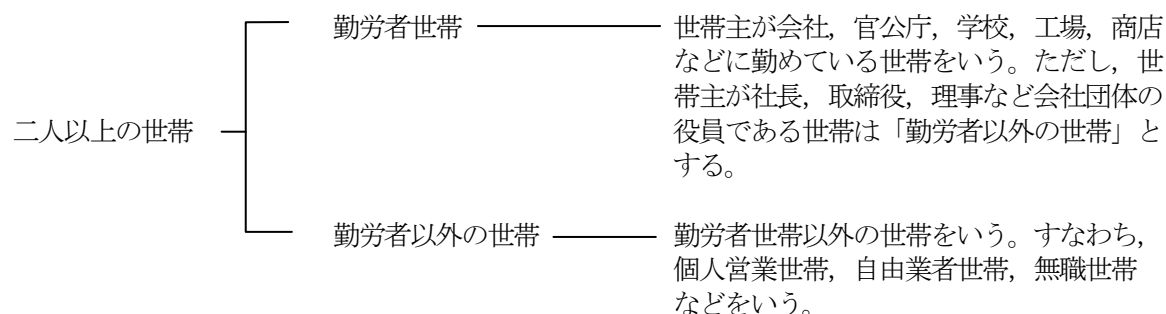 勤労者世帯
世帯主が会社，官公庁，学校，工場，商店
などに勤めている世帯をいう。ただし，世
帯主が社長，取締役，理事など会社団体の
役員である世帯は「勤労者以外の世帯」と
する。
二人以上の世帯
勤労者以外の世帯
勤労者世帯以外の世帯をいう。すなわち，
個人営業世帯，自由業者世帯，無職世帯
などをいう。